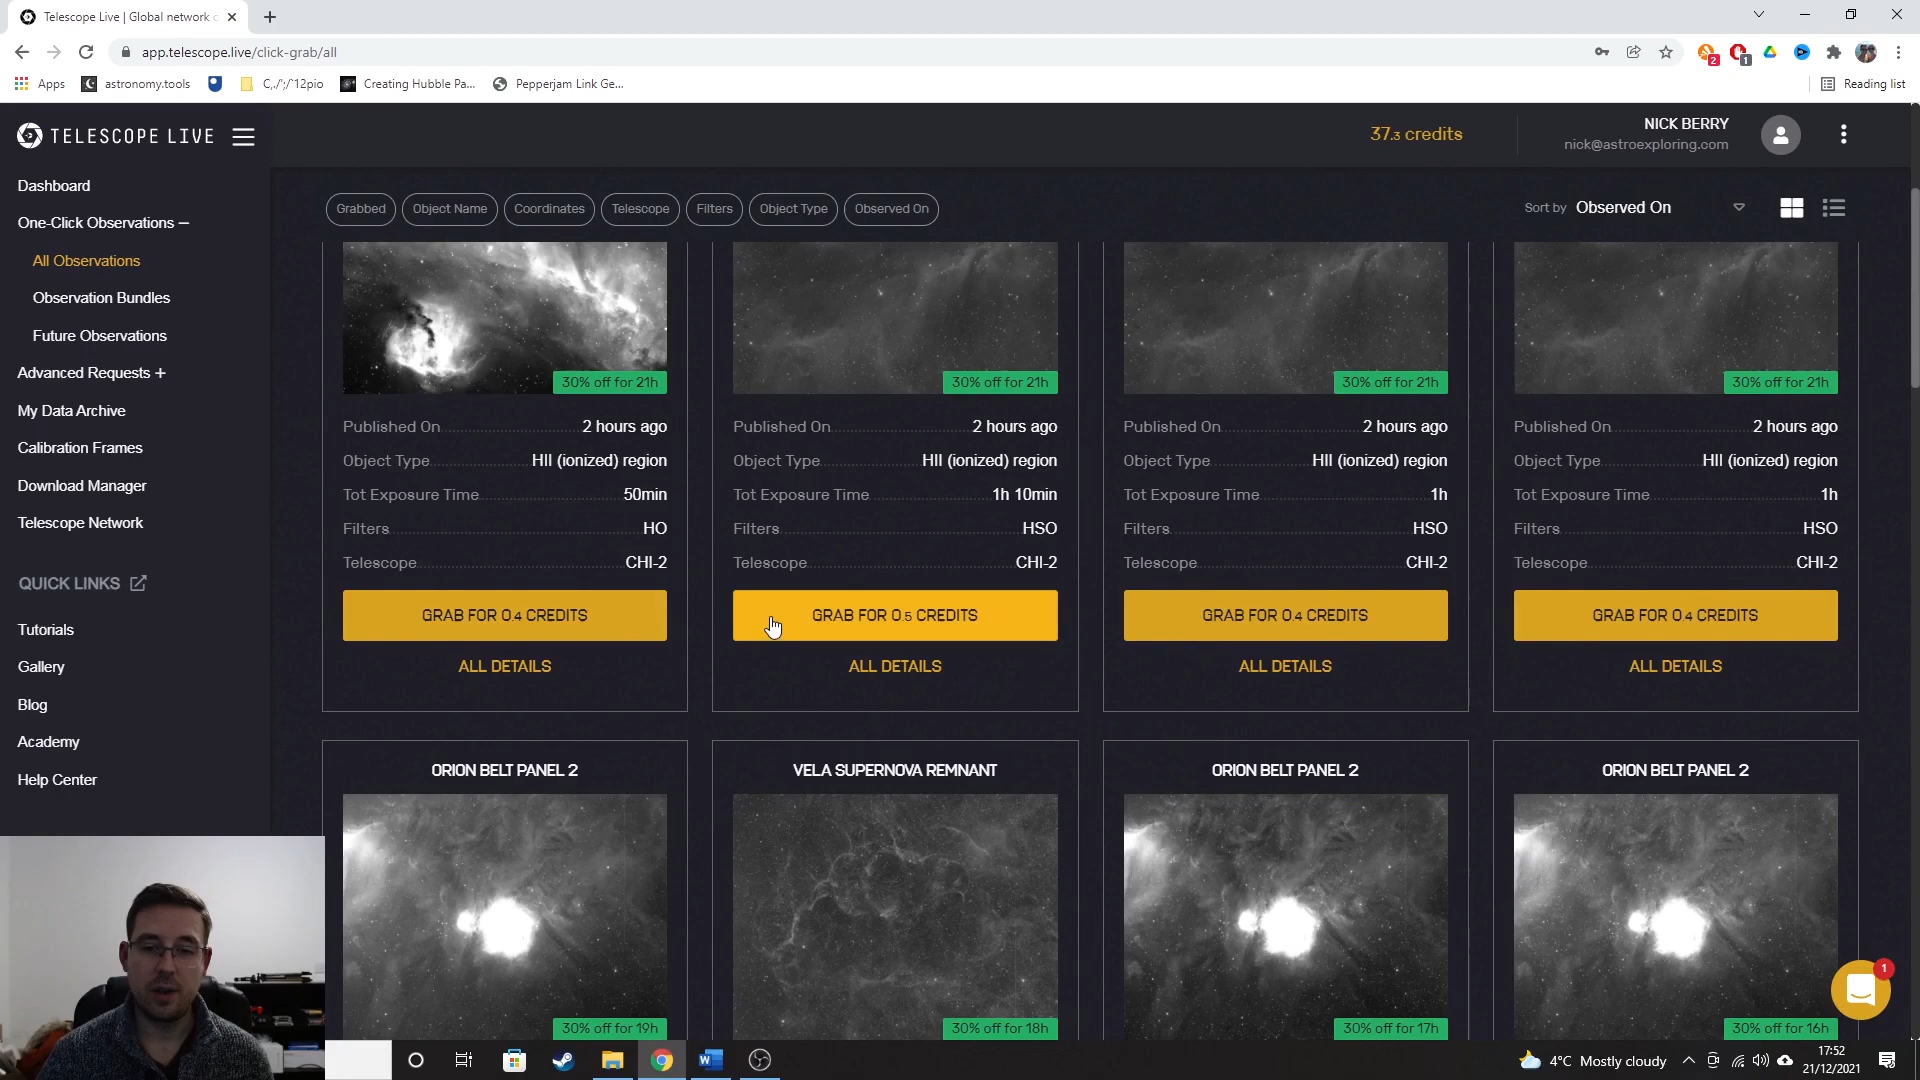 Telescope Live | Global network o
app.telescope.live/click-grab/all
2
1
Apps
astronomy.tools
C,./';/`12pio
Creating Hubble Pa...
Pepperjam Link Ge...
Reading list
TELESCOPE LIVE
37.3 credits
NICK BERRY
nick@astroexploring.com
Dashboard
One-Click Observations –
All Observations
Observation Bundles
Future Observations
Advanced Requests +
My Data Archive
Calibration Frames
Download Manager
Telescope Network
QUICK LINKS
Tutorials
Gallery
Blog
Academy
Help Center
Grabbed
Object Name
Coordinates
Telescope
Filters
Object Type
Observed On
Sort by Observed On
30% off for 21h
Published On 2 hours ago
Object Type HII (ionized) region
Tot Exposure Time 50min
Filters HO
Telescope CHI-2
GRAB FOR 0.4 CREDITS
ALL DETAILS
30% off for 21h
Published On 2 hours ago
Object Type HII (ionized) region
Tot Exposure Time 1h 10min
Filters HSO
Telescope CHI-2
GRAB FOR 0.5 CREDITS
ALL DETAILS
30% off for 21h
Published On 2 hours ago
Object Type HII (ionized) region
Tot Exposure Time 1h
Filters HSO
Telescope CHI-2
GRAB FOR 0.4 CREDITS
ALL DETAILS
30% off for 21h
Published On 2 hours ago
Object Type HII (ionized) region
Tot Exposure Time 1h
Filters HSO
Telescope CHI-2
GRAB FOR 0.4 CREDITS
ALL DETAILS
ORION BELT PANEL 2
30% off for 19h
VELA SUPERNOVA REMNANT
30% off for 18h
ORION BELT PANEL 2
30% off for 17h
ORION BELT PANEL 2
30% off for 16h
1
4°C Mostly cloudy
17:52
21/12/2021